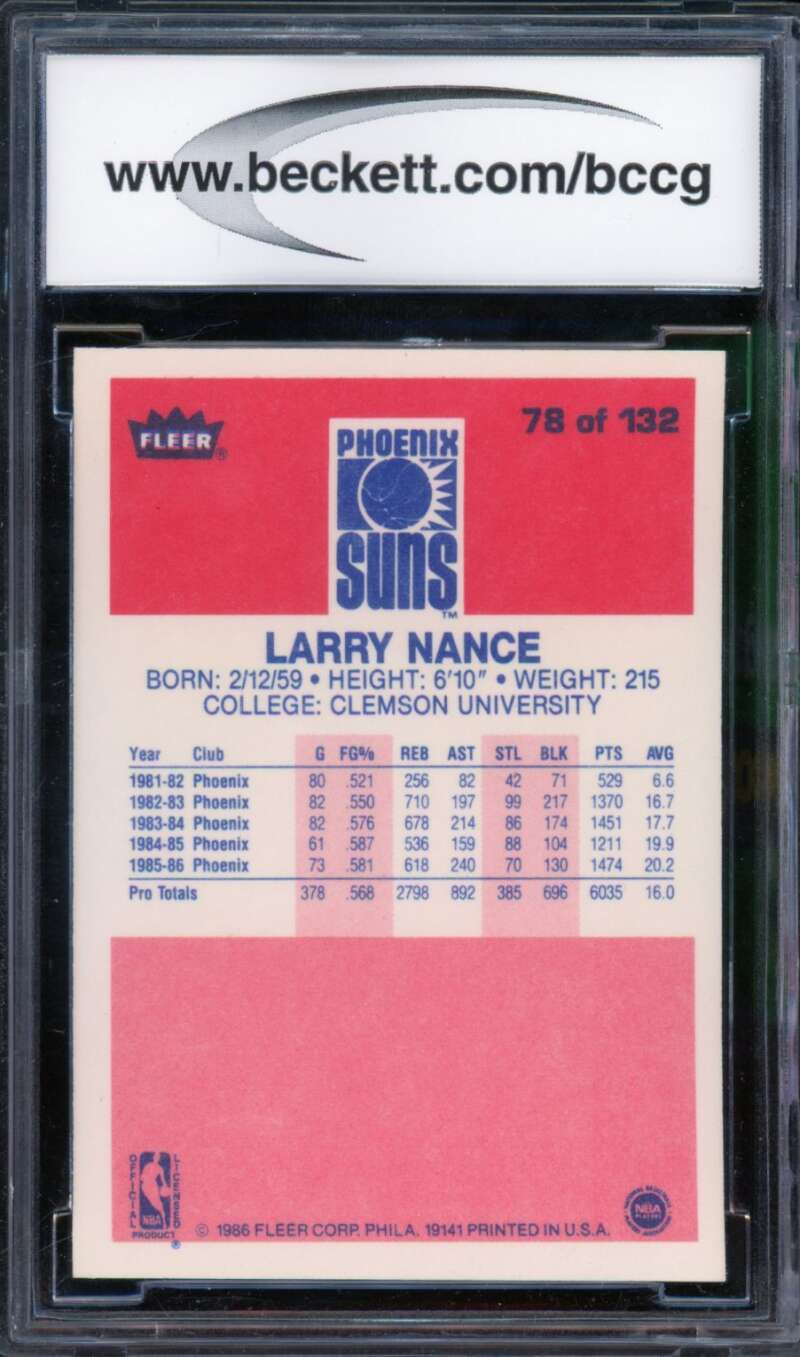 www.beckett.com/bccg
FLEER®
78 of 132
PHOENIX
SUNS™
LARRY NANCE
BORN: 2/12/59 • HEIGHT: 6'10" • WEIGHT: 215
COLLEGE: CLEMSON UNIVERSITY
Year Club G FG% REB AST STL BLK PTS AVG
1981-82 Phoenix 80 .521 256 82 42 71 529 6.6
1982-83 Phoenix 82 .550 710 197 99 217 1370 16.7
1983-84 Phoenix 82 .576 678 214 86 174 1451 17.7
1984-85 Phoenix 61 .587 536 159 88 104 1211 19.9
1985-86 Phoenix 73 .581 618 240 70 130 1474 20.2
Pro Totals 378 .568 2798 892 385 696 6035 16.0
OFFICIAL
LICENSED
NBA
PRODUCT®
© 1986 FLEER CORP. PHILA. 19141 PRINTED IN U.S.A.
NBA
PLAYERS